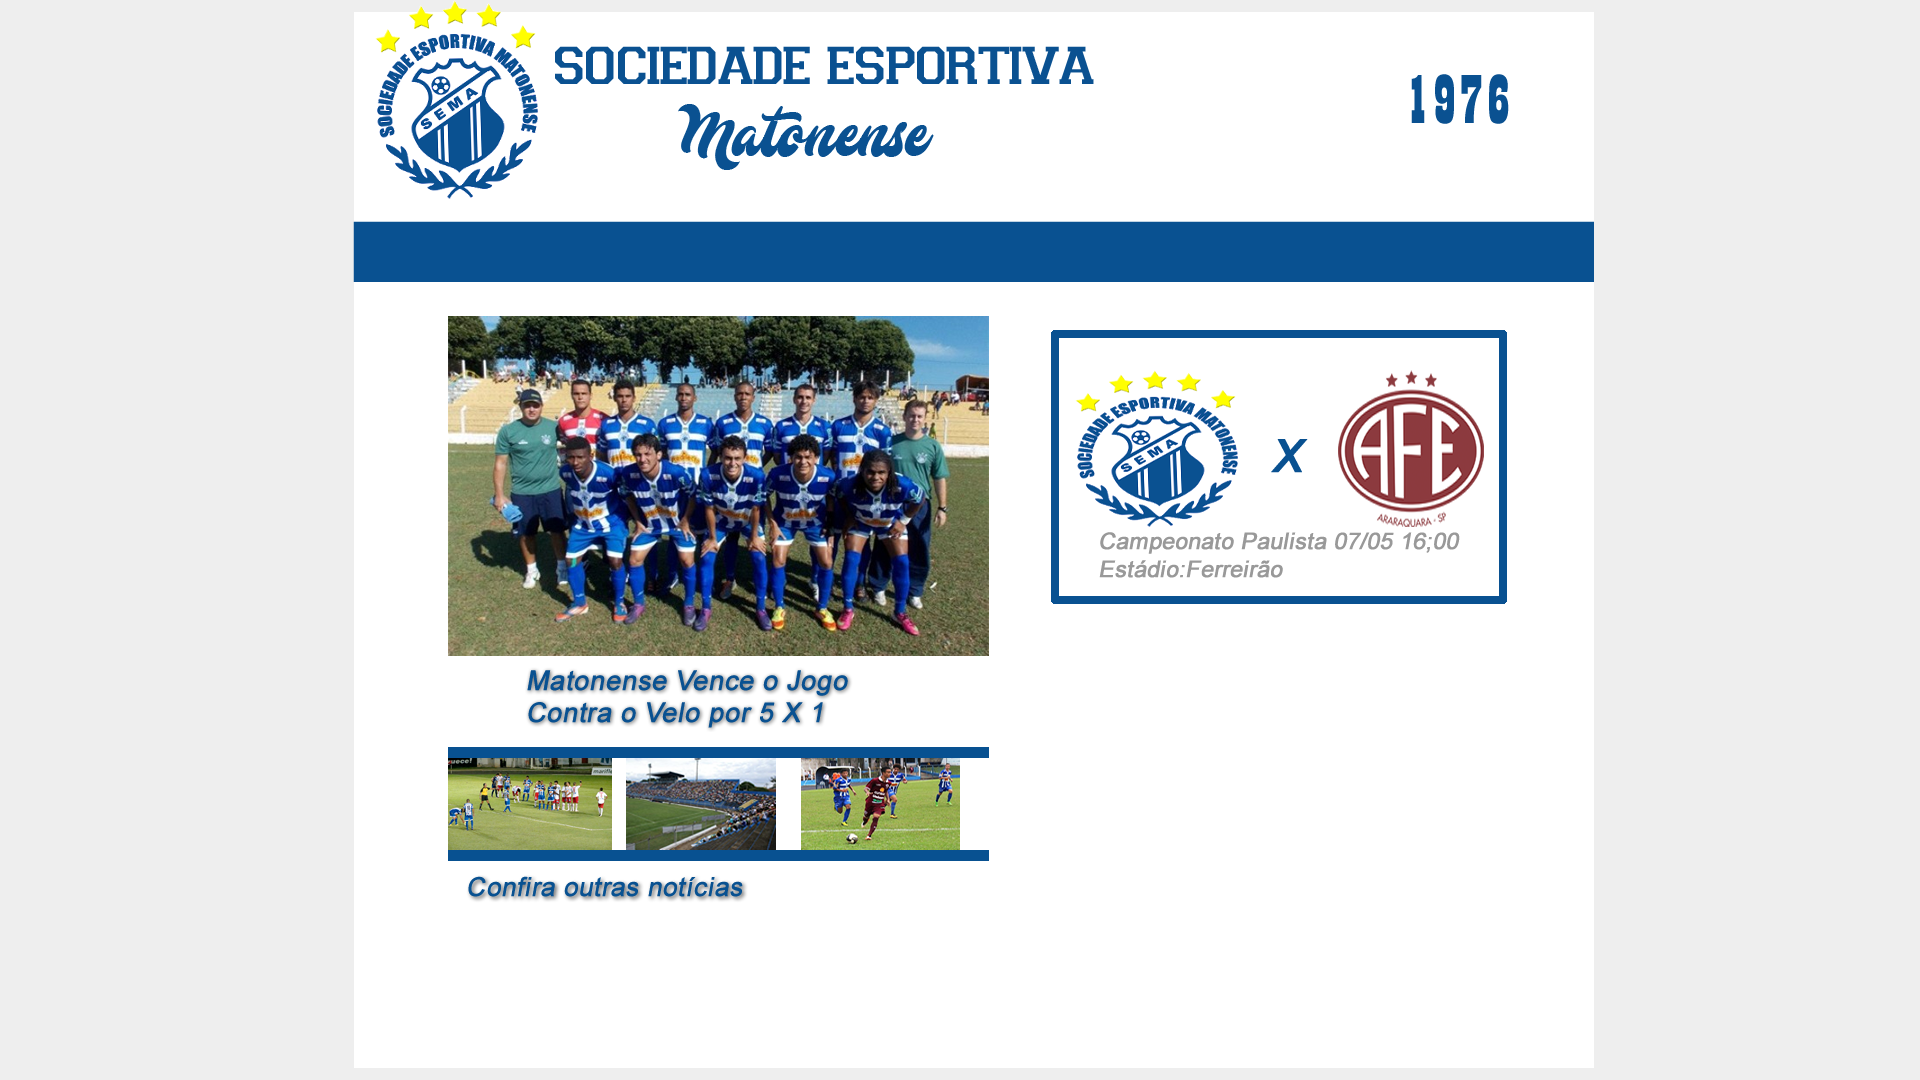 SOCIEDADE ESPORTIVA MATONENSE
SEMA
SOCIEDADE ESPORTIVA
Matonense
1976
SOCIEDADE ESPORTIVA MATONENSE
SEMA
X
AFE
ARARAQUARA - SP
Campeonato Paulista 07/05 16;00
Estádio:Ferreirão
Matonense Vence o Jogo
Contra o Velo por 5 X 1
Confira outras notícias